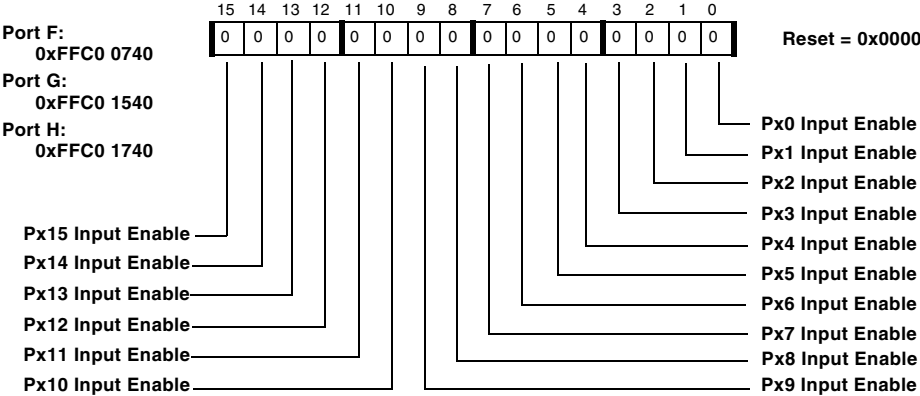 15 14 13 12 11 10 9 8 7 6 5 4 3 2 1 0
Port F:
0xFFC0 0740
0 0 0 0 0 0 0 0 0 0 0 0 0 0 0 0
Reset = 0x0000
Port G:
0xFFC0 1540
Port H:
0xFFC0 1740
Px0 Input Enable
Px1 Input Enable
Px2 Input Enable
Px3 Input Enable
Px4 Input Enable
Px5 Input Enable
Px6 Input Enable
Px7 Input Enable
Px8 Input Enable
Px9 Input Enable
Px15 Input Enable
Px14 Input Enable
Px13 Input Enable
Px12 Input Enable
Px11 Input Enable
Px10 Input Enable